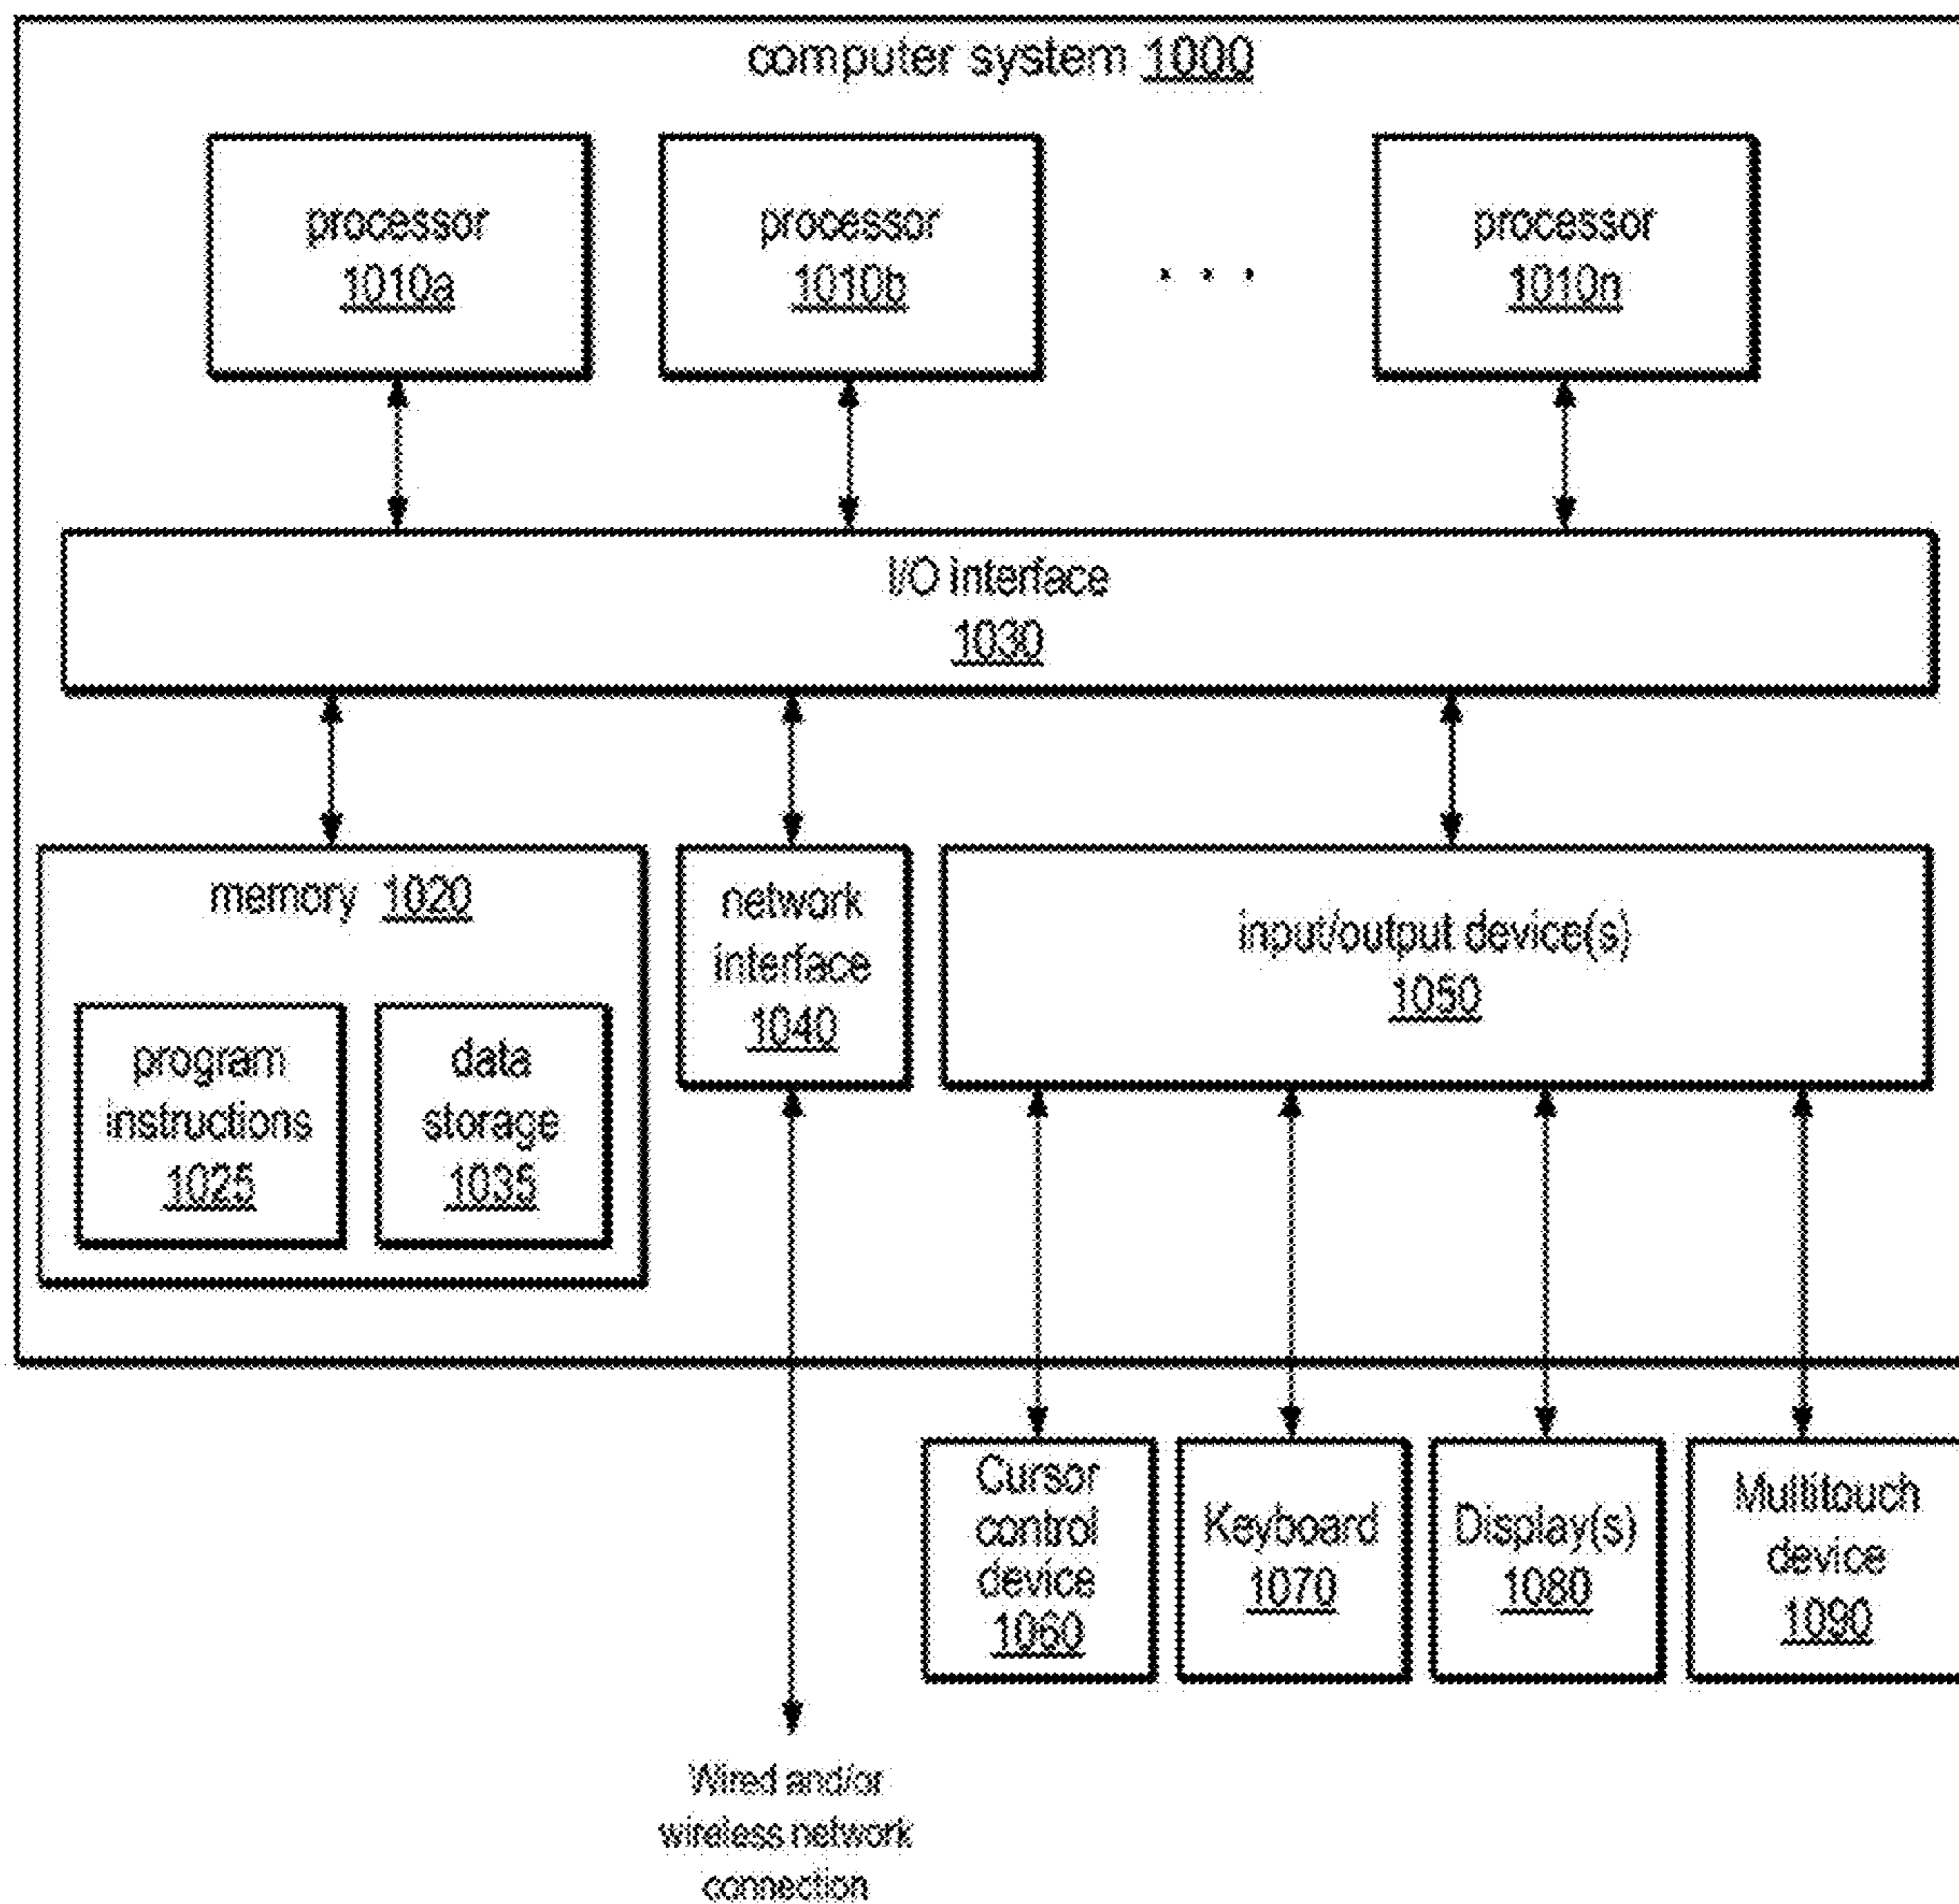 computer system 1000
processor
1010a
processor
1010b
. . .
processor
1010n
I/O interface
1030
memory 1020
program
instructions
1025
data
storage
1035
network
interface
1040
input/output device(s)
1050
Cursor
control
device
1060
Keyboard
1070
Display(s)
1080
Multitouch
device
1090
Wired and/or
wireless network
connection